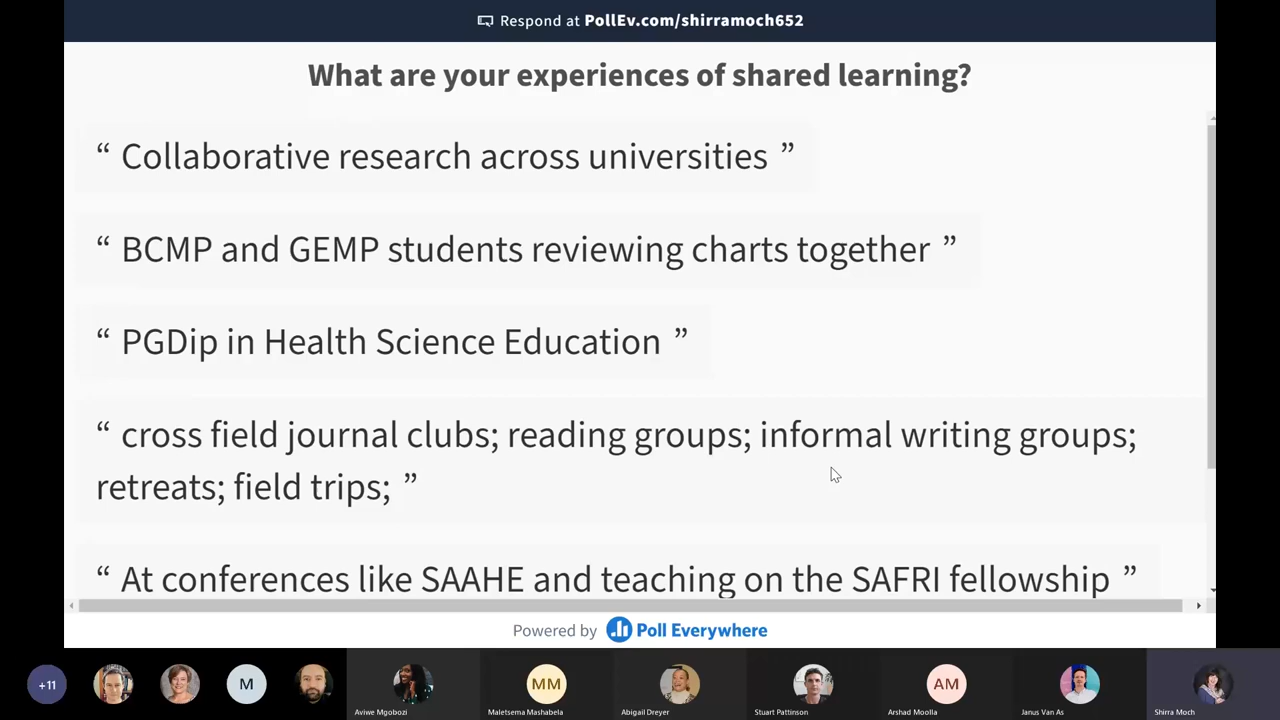 Respond at PollEv.com/shirramoch652
What are your experiences of shared learning?
“ Collaborative research across universities ”
“ BCMP and GEMP students reviewing charts together ”
“ PGDip in Health Science Education ”
“ cross field journal clubs; reading groups; informal writing groups;
retreats; field trips; ”
“ At conferences like SAAHE and teaching on the SAFRI fellowship ”
Powered by Poll Everywhere
+11 M MM AM
Aviwe Mgobozi Maletsema Mashabela Abigail Dreyer Stuart Pattinson Arshad Moolla Janus Van As Shirra Moch